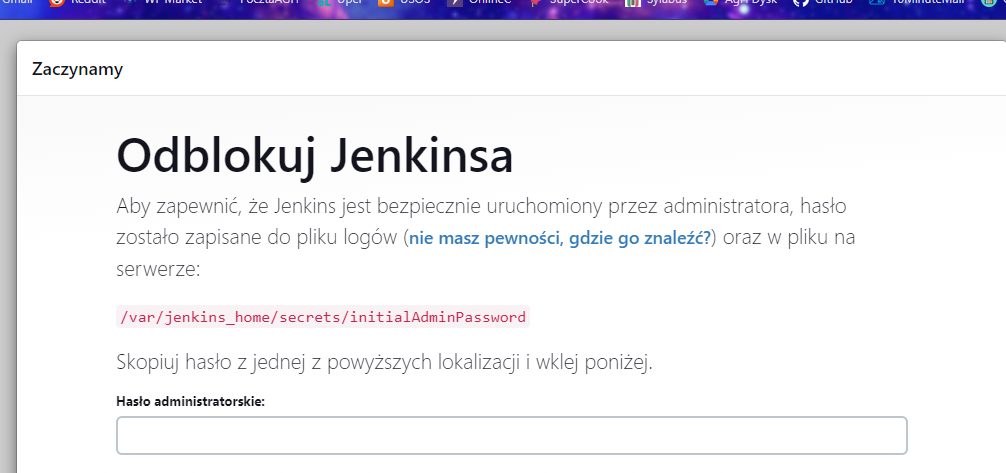 Gmail Reddit WP Market PocztaAGH Uper USOS OnlineC SuperCook Sylabus AGH Dysk GitHub 10MinuteMail
Zaczynamy
Odblokuj Jenkinsa
Aby zapewnić, że Jenkins jest bezpiecznie uruchomiony przez administratora, hasło
zostało zapisane do pliku logów (nie masz pewności, gdzie go znaleźć?) oraz w pliku na
serwerze:
/var/jenkins_home/secrets/initialAdminPassword
Skopiuj hasło z jednej z powyższych lokalizacji i wklej poniżej.
Hasło administratorskie: